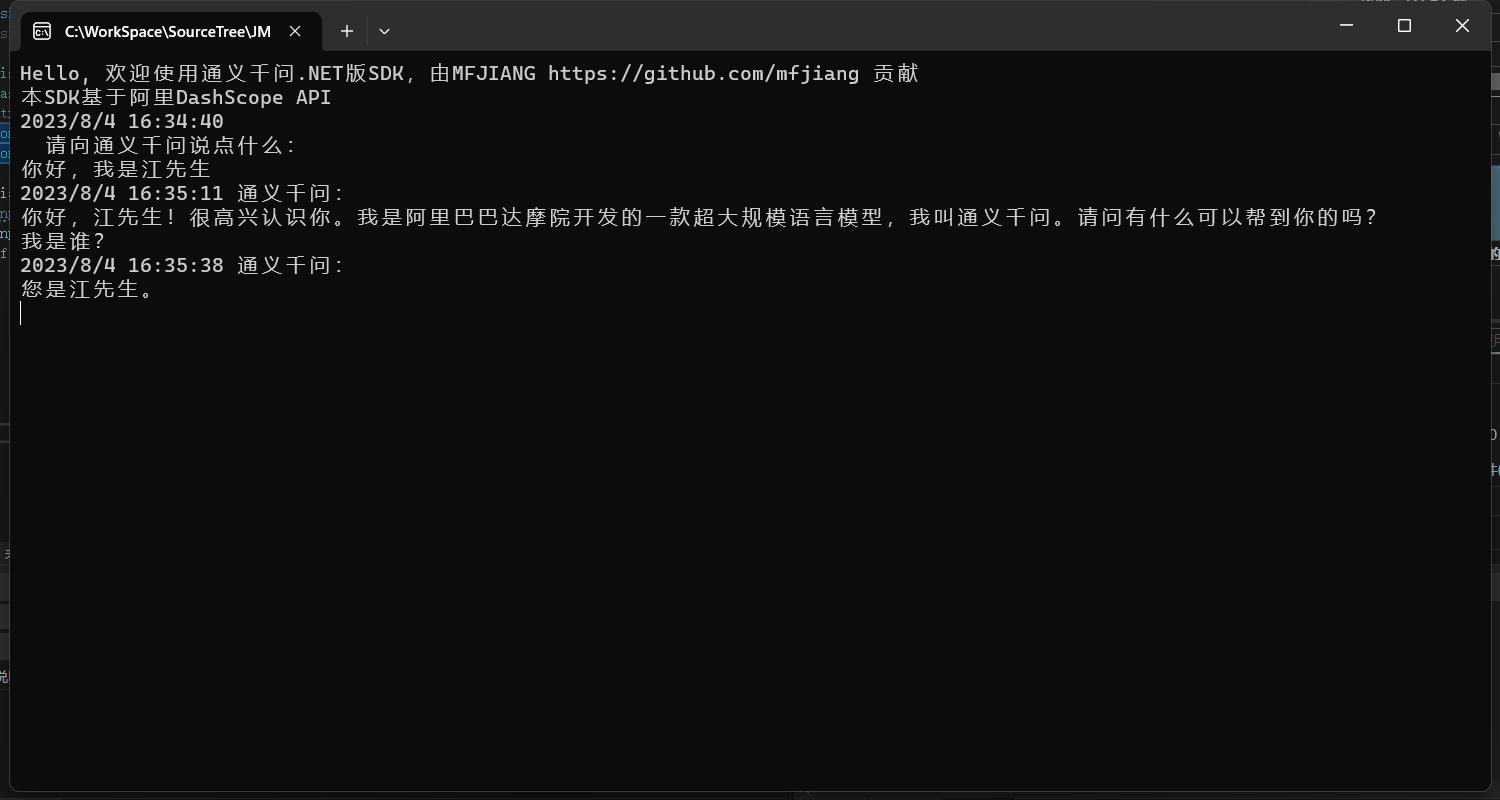 C:\WorkSpace\SourceTree\JM
Hello, 欢迎使用通义千问.NET版SDK, 由MFJIANG https://github.com/mfjiang 贡献
本SDK基于阿里DashScope API
2023/8/4 16:34:40
请向通义千问说点什么:
你好, 我是江先生
2023/8/4 16:35:11 通义千问:
你好, 江先生! 很高兴认识你。我是阿里巴巴达摩院开发的一款超大规模语言模型, 我叫通义千问。请问有什么可以帮到你的吗?
我是谁?
2023/8/4 16:35:38 通义千问:
您是江先生。